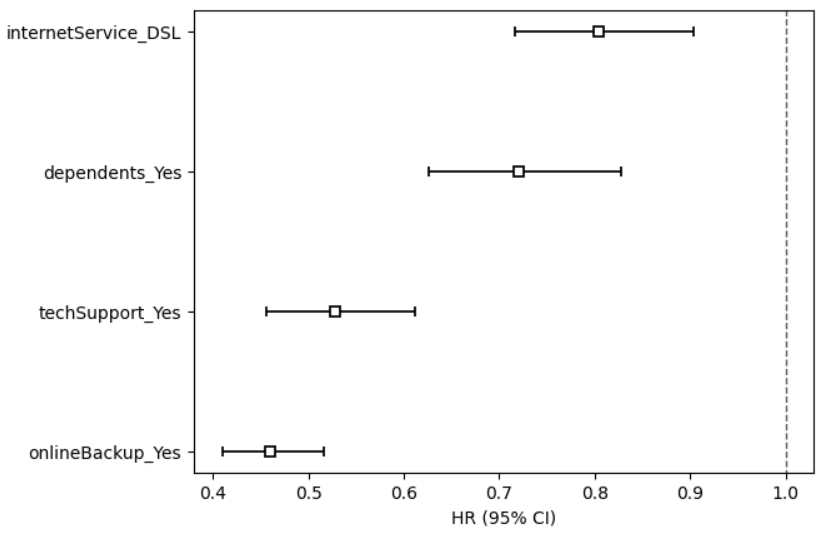 internetService_DSL
dependents_Yes
techSupport_Yes
onlineBackup_Yes
0.4 0.5 0.6 0.7 0.8 0.9 1.0
HR (95% CI)